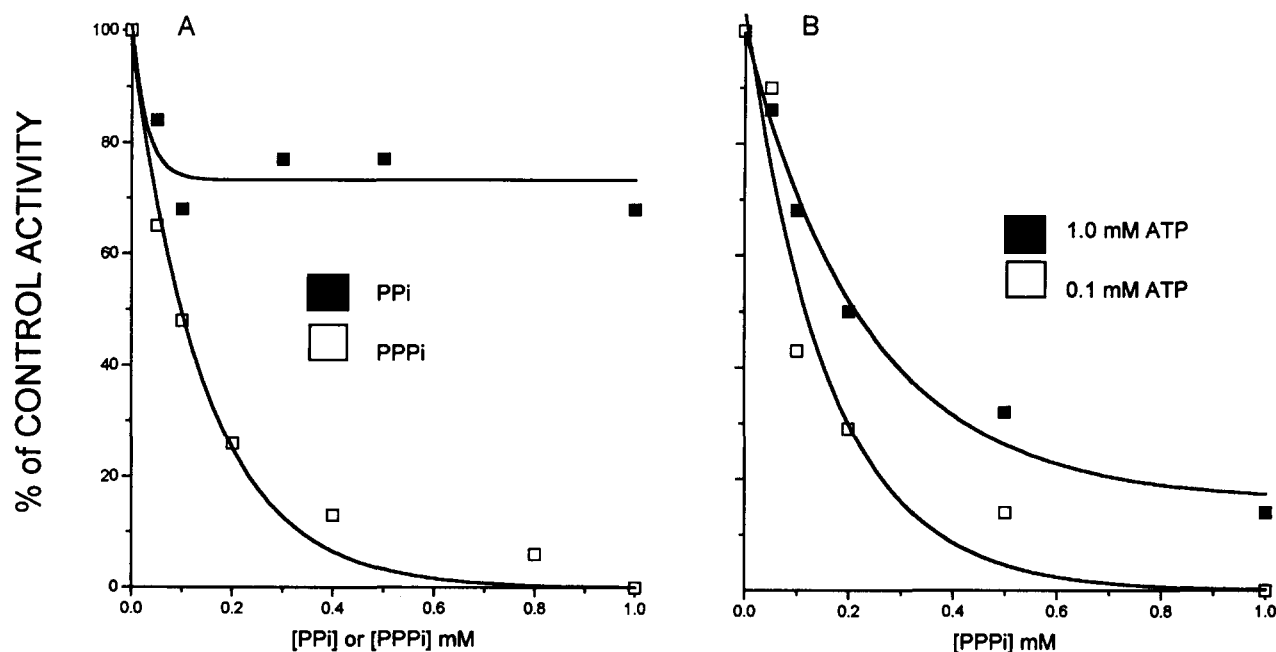 A
B
% of CONTROL ACTIVITY
100
80
60
40
20
0
PPi
PPPi
1.0 mM ATP
0.1 mM ATP
0.0 0.2 0.4 0.6 0.8 1.0
0.0 0.2 0.4 0.6 0.8 1.0
[PPi] or [PPPi] mM
[PPPi] mM